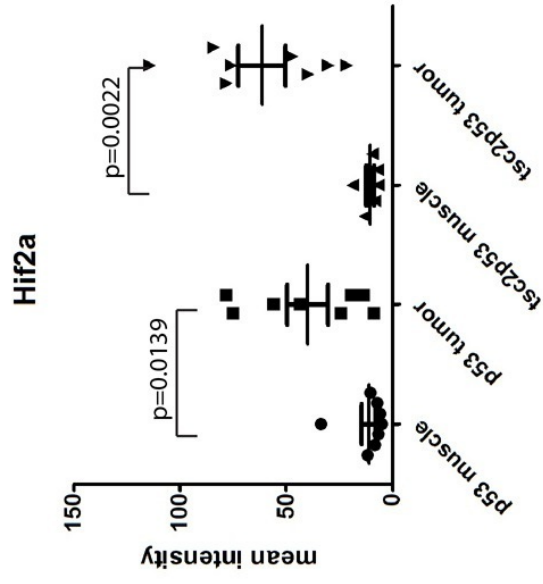 Hif2a
p=0.0139
p=0.0022
mean intensity
150
100
50
0
p53 muscle
p53 tumor
tsc2p53 muscle
tsc2p53 tumor